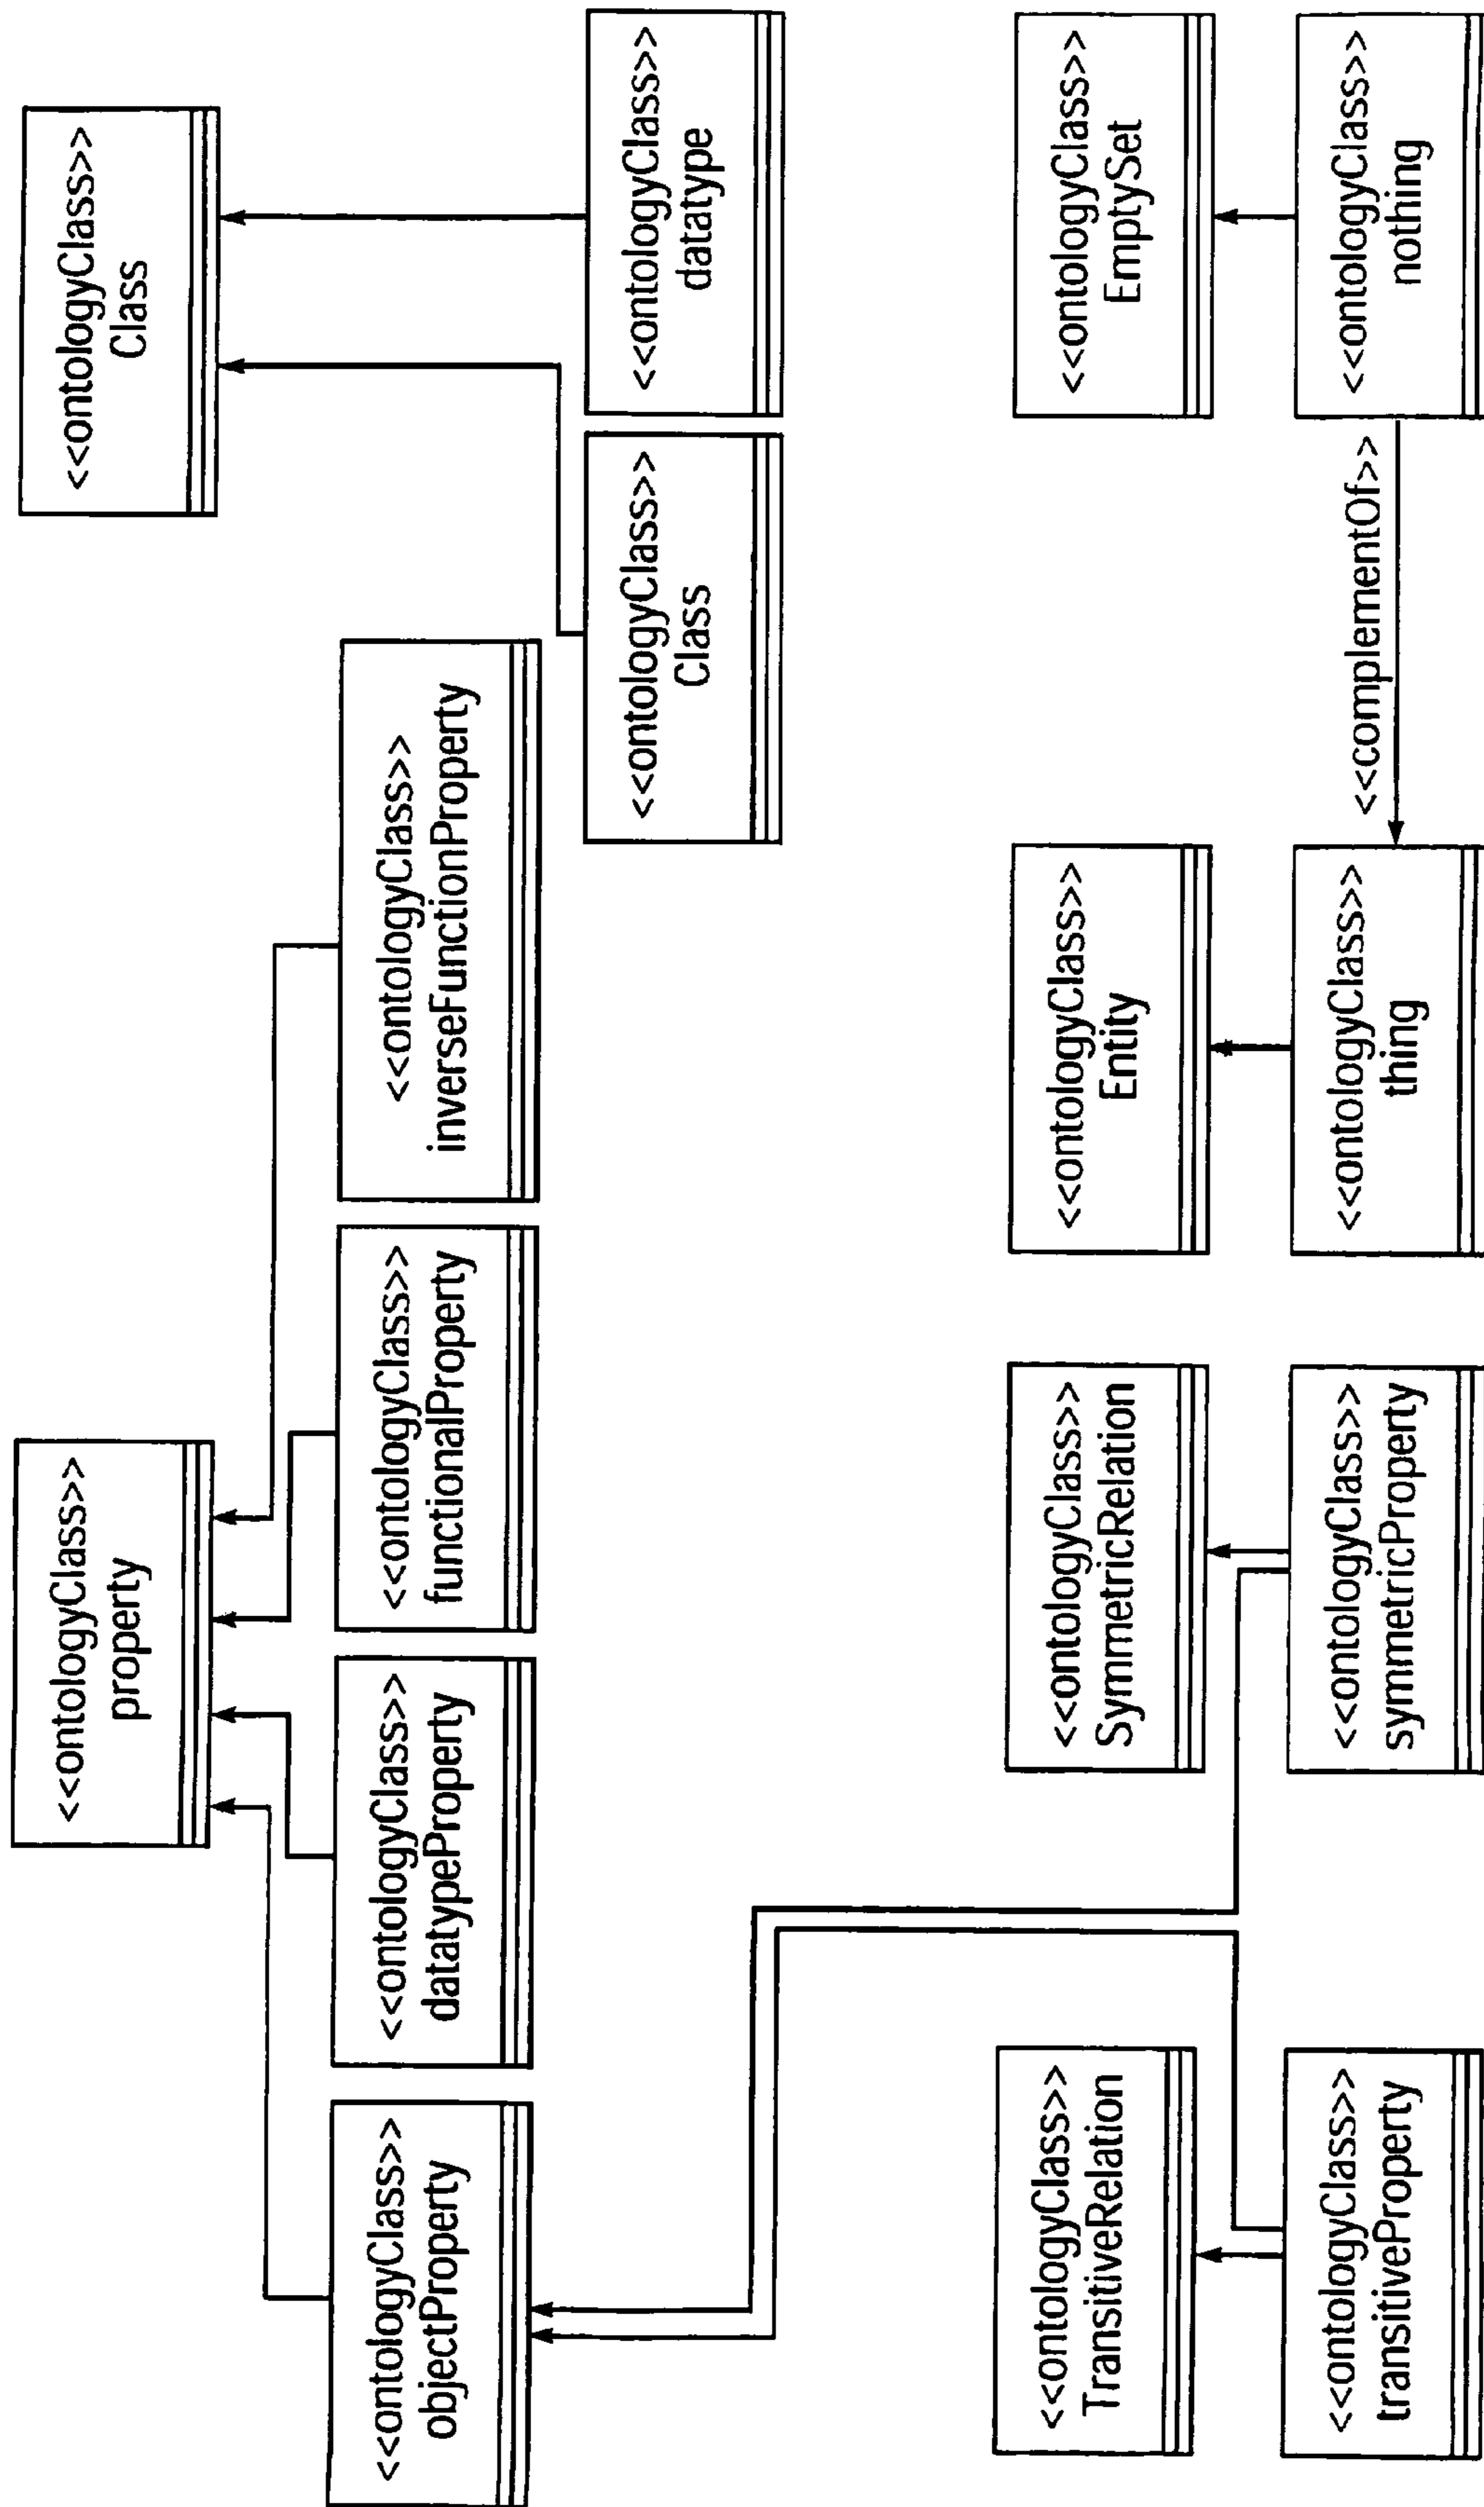 <<ontologyClass>>
property
<<ontologyClass>>
Class
<<ontologyClass>>
objectProperty
<<ontologyClass>>
datatypeProperty
<<ontologyClass>>
functionalProperty
<<ontologyClass>>
inverseFunctionProperty
<<ontologyClass>>
Class
<<ontologyClass>>
datatype
<<ontologyClass>>
TransitiveRelation
<<ontologyClass>>
SymmetricRelation
<<ontologyClass>>
Entity
<<ontologyClass>>
EmptySet
<<ontologyClass>>
transitiveProperty
<<ontologyClass>>
symmetricProperty
<<ontologyClass>>
thing
<<complementOf>>
<<ontologyClass>>
nothing